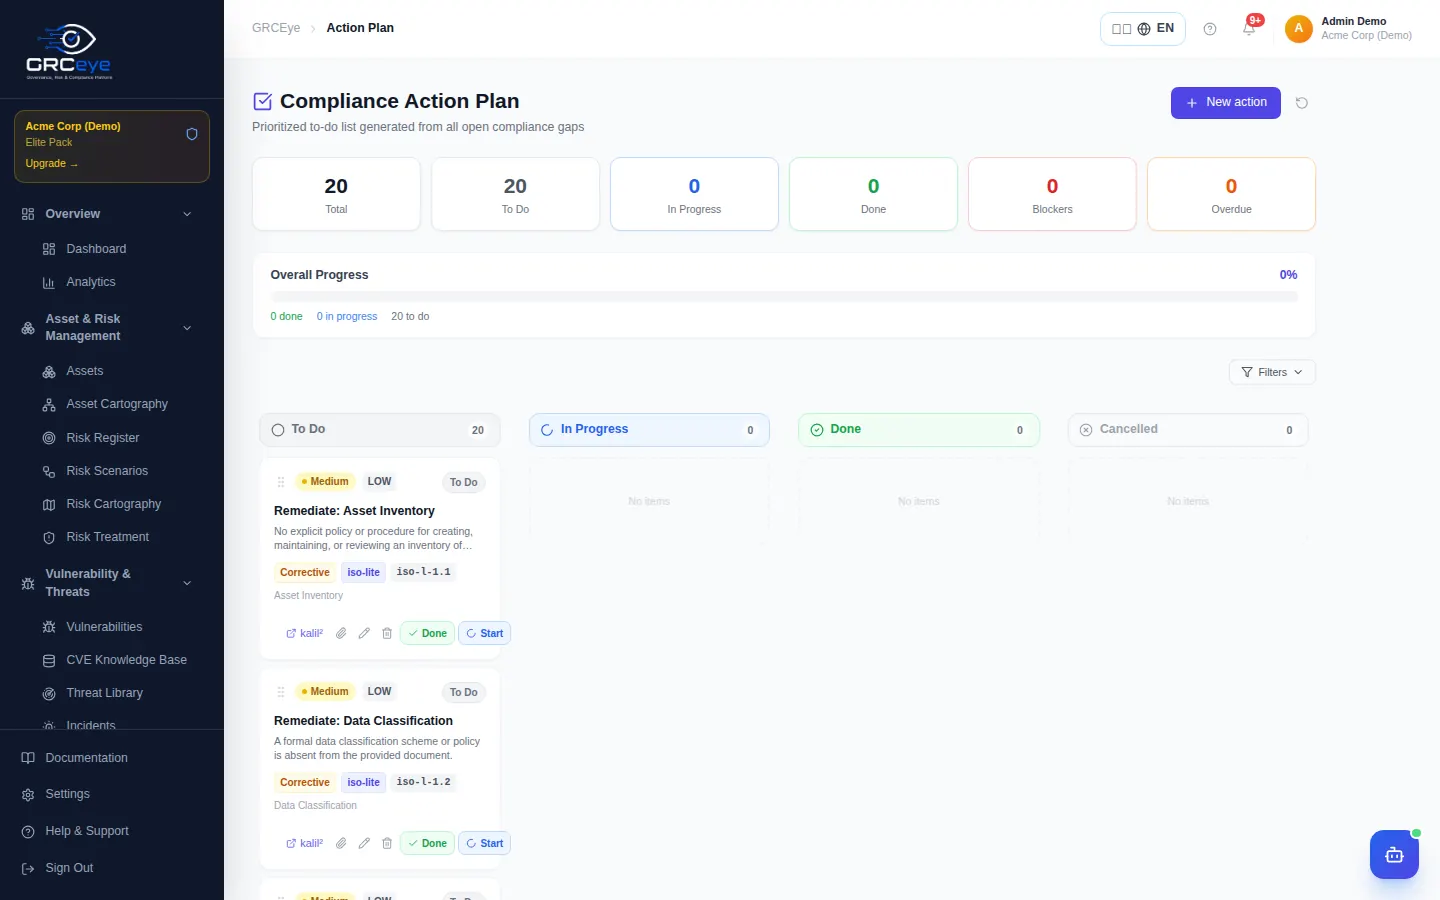 GRCeye
Governance, Risk & Compliance Platform
Acme Corp (Demo)
Elite Pack
Upgrade →
Overview
Dashboard
Analytics
Asset & Risk
Management
Assets
Asset Cartography
Risk Register
Risk Scenarios
Risk Cartography
Risk Treatment
Vulnerability &
Threats
Vulnerabilities
CVE Knowledge Base
Threat Library
Incidents
Documentation
Settings
Help & Support
Sign Out
GRCEye > Action Plan
EN
9+
A
Admin Demo
Acme Corp (Demo)
Compliance Action Plan
Prioritized to-do list generated from all open compliance gaps
New action
20
Total
20
To Do
0
In Progress
0
Done
0
Blockers
0
Overdue
Overall Progress
0%
0 done 0 in progress 20 to do
Filters
To Do 20
In Progress 0
Done 0
Cancelled 0
No items
No items
No items
Medium LOW To Do
Remediate: Asset Inventory
No explicit policy or procedure for creating,
maintaining, or reviewing an inventory of…
Corrective iso-lite iso-l-1.1
Asset Inventory
kalil² Done Start
Medium LOW To Do
Remediate: Data Classification
A formal data classification scheme or policy
is absent from the provided document.
Corrective iso-lite iso-l-1.2
Data Classification
kalil² Done Start
Medium LOW To Do